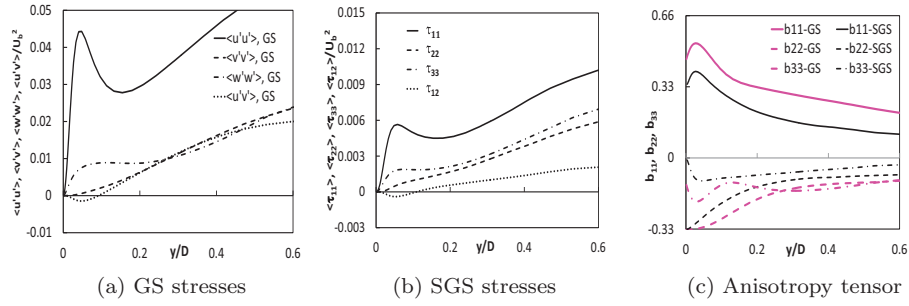 0.05
0.04
0.03
0.02
0.01
0
-0.01
0
0.2
0.4
0.6
y/D
<u'u'>, <v'v'>, <w'w'>, <u'v'>/U_b²
<u'u'>, GS
<v'v'>, GS
<w'w'>, GS
<u'v'>, GS
(a) GS stresses
0.015
0.012
0.009
0.006
0.003
0.000
-0.003
0
0.2
0.4
0.6
y/D
<τ₁₁>, <τ₂₂>, <τ₃₃>, <τ₁₂>/U_b²
τ₁₁
τ₂₂
τ₃₃
τ₁₂
(b) SGS stresses
0.66
0.33
0
-0.33
0
0.2
0.4
0.6
y/D
b₁₁, b₂₂, b₃₃
b11-GS
b11-SGS
b22-GS
b22-SGS
b33-GS
b33-SGS
(c) Anisotropy tensor